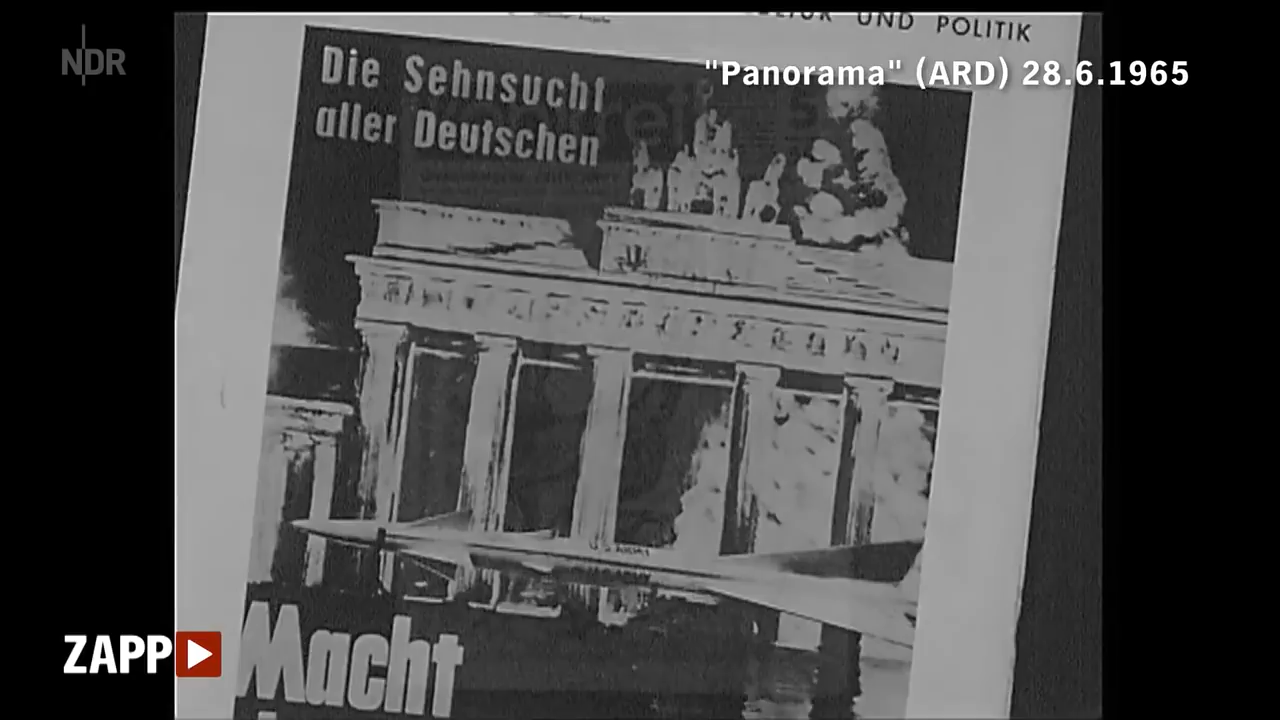 NDR
UND POLITIK
"Panorama" (ARD) 28.6.1965
Die Sehnsucht
aller Deutschen
ZAPP
Macht